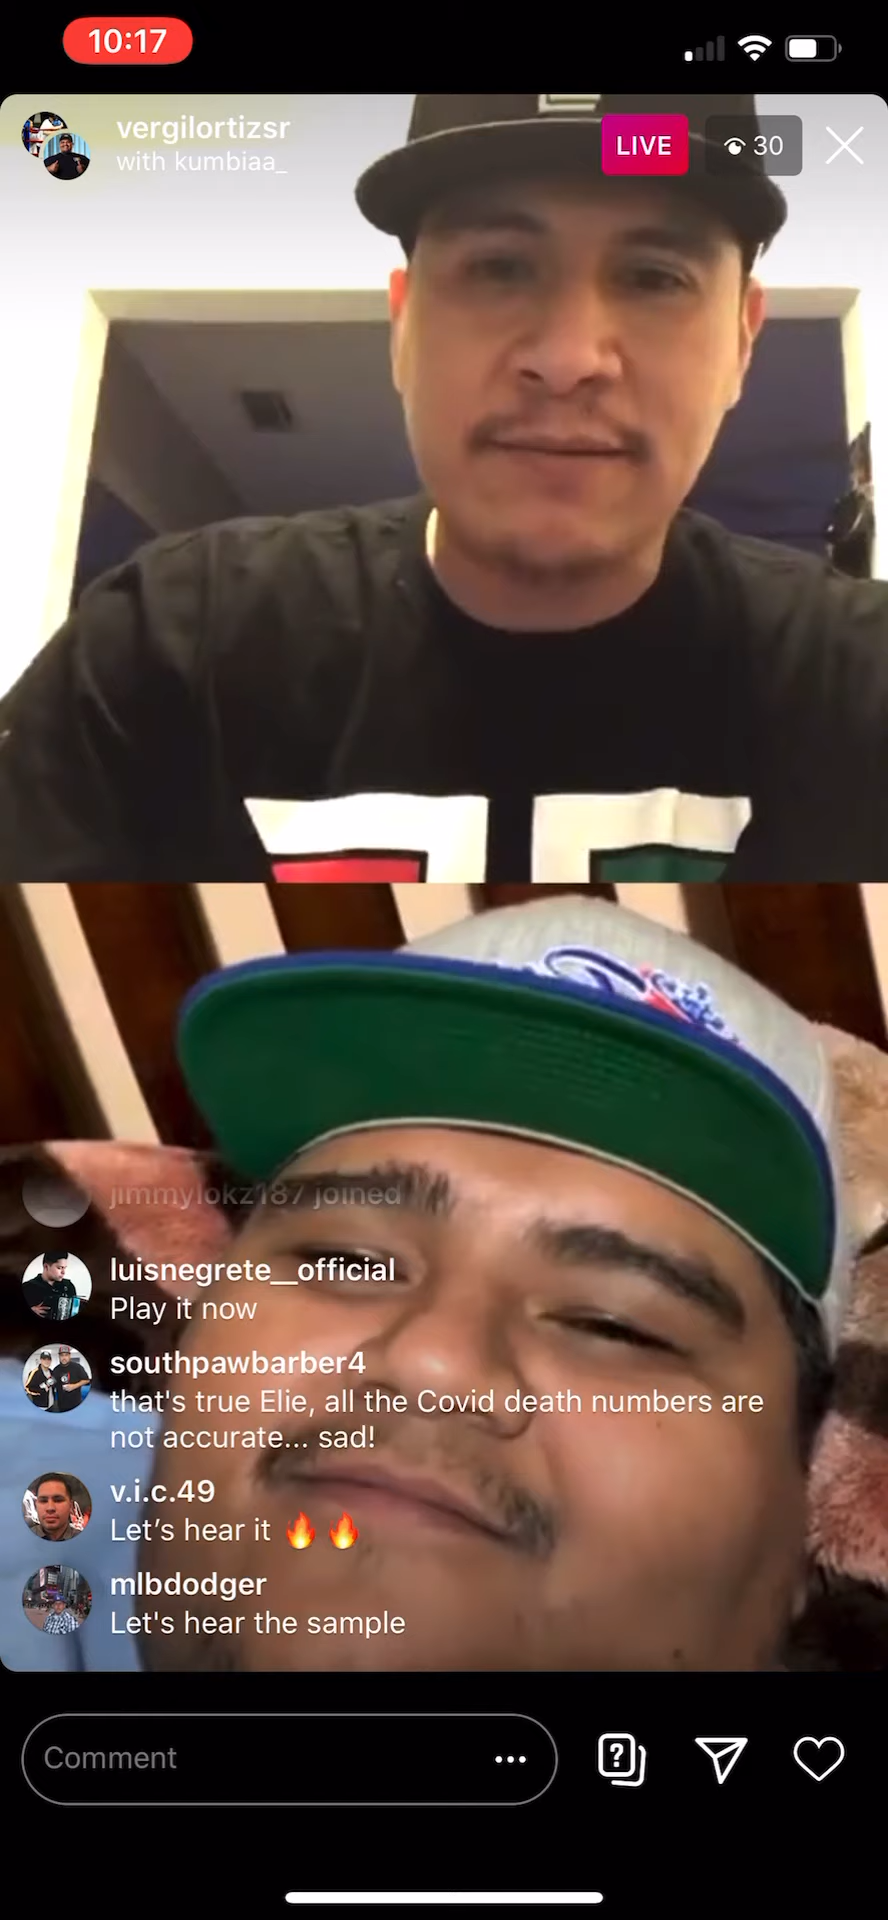 10:17
vergilortizsr
with kumbiaa_
LIVE
30
jimmylokz187 joined
luisnegrete__official
Play it now
southpawbarber4
that's true Elie, all the Covid death numbers are
not accurate... sad!
v.i.c.49
Let's hear it 🔥 🔥
mlbdodger
Let's hear the sample
Comment